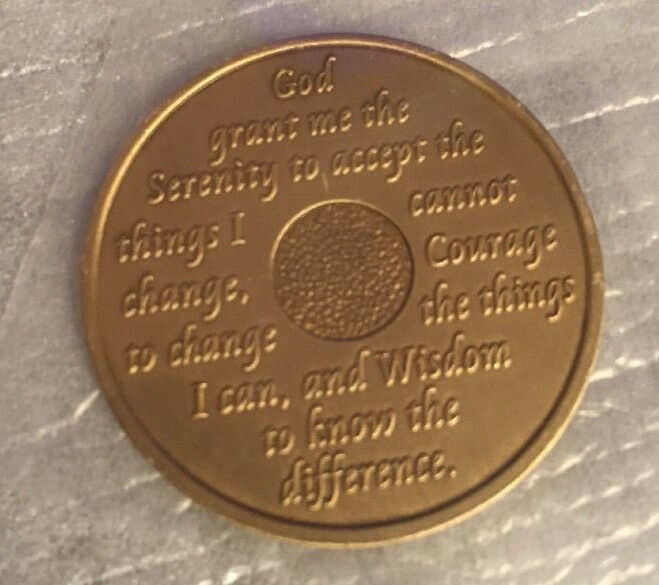 God
grant me the
Serenity to accept the
things I cannot
change, Courage
to change the things
I can, and Wisdom
to know the
difference.